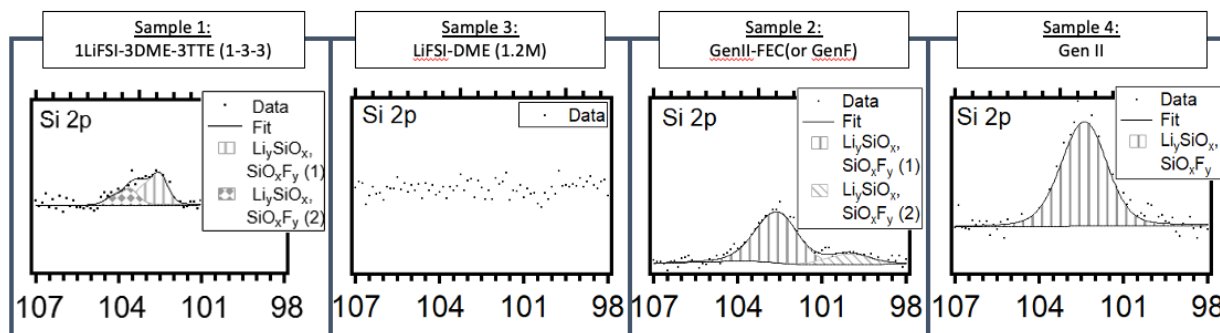 Sample 1:
1LiFSI-3DME-3TTE (1-3-3)
Si 2p
Data
Fit
LiySiOx,
SiOxFy (1)
LiySiOx,
SiOxFy (2)
107 104 101 98
Sample 3:
LiFSI-DME (1.2M)
Si 2p
Data
107 104 101 98
Sample 2:
GenII-FEC(or GenF)
Si 2p
Data
Fit
LiySiOx,
SiOxFy (1)
LiySiOx,
SiOxFy (2)
107 104 101 98
Sample 4:
Gen II
Si 2p
Data
Fit
LiySiOx,
SiOxFy
107 104 101 98